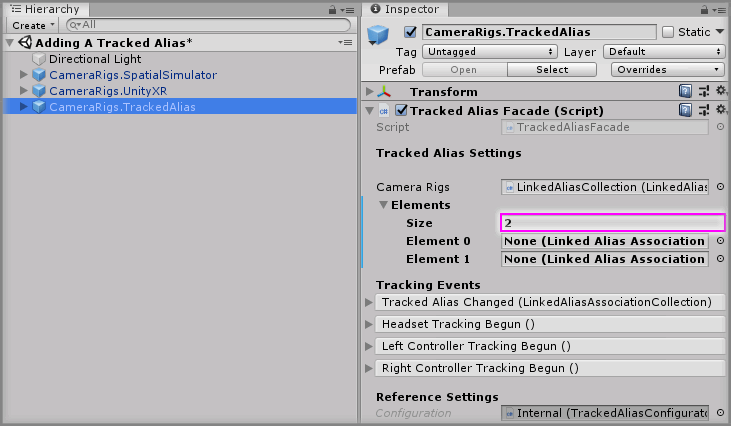 Hierarchy
Create
All
Adding A Tracked Alias*
Directional Light
CameraRigs.SpatialSimulator
CameraRigs.UnityXR
CameraRigs.TrackedAlias
Inspector
CameraRigs.TrackedAlias
Static
Tag Untagged Layer Default
Prefab Open Select Overrides
Transform
Tracked Alias Facade (Script)
Script TrackedAliasFacade
Tracked Alias Settings
Camera Rigs LinkedAliasCollection (LinkedAlias
Elements
Size 2
Element 0 None (Linked Alias Association
Element 1 None (Linked Alias Association
Tracking Events
Tracked Alias Changed (LinkedAliasAssociationCollection)
Headset Tracking Begun ()
Left Controller Tracking Begun ()
Right Controller Tracking Begun ()
Reference Settings
Configuration Internal (TrackedAliasConfigurato